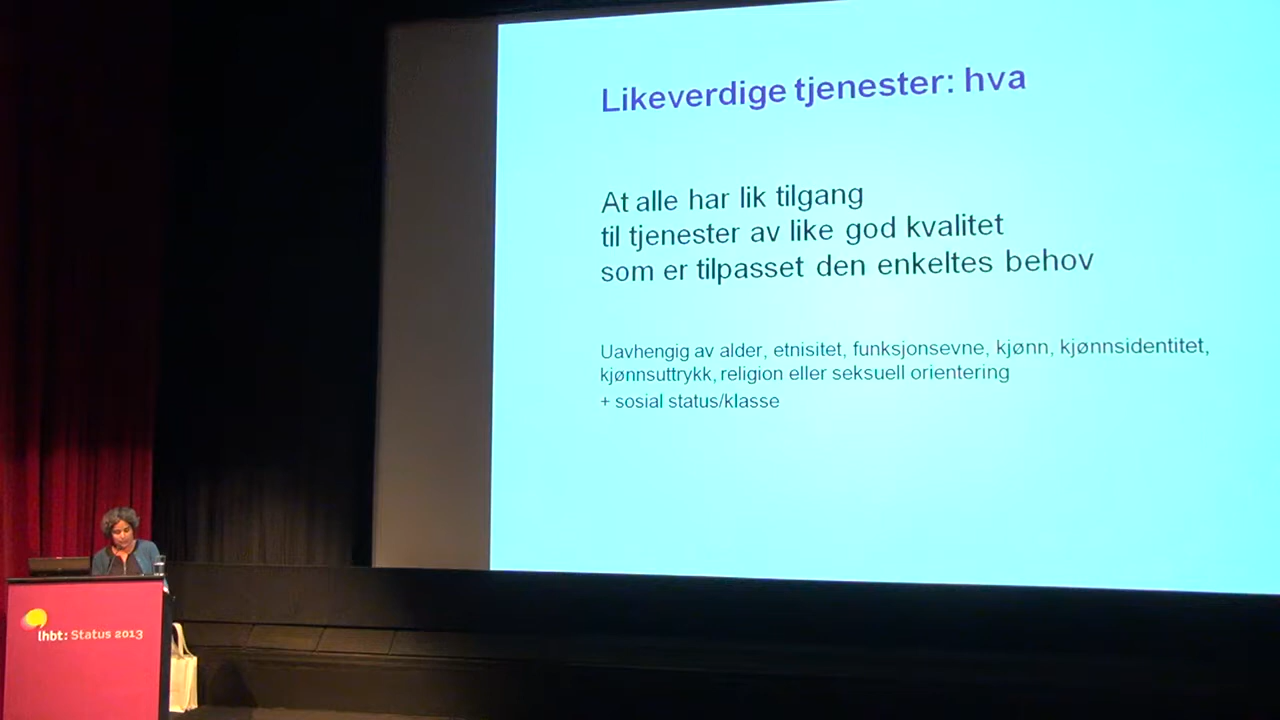 Likeverdige tjenester: hva
At alle har lik tilgang
til tjenester av like god kvalitet
som er tilpasset den enkeltes behov
Uavhengig av alder, etnisitet, funksjonsevne, kjønn, kjønnsidentitet,
kjønnsuttrykk, religion eller seksuell orientering
+ sosial status/klasse
lhbt: Status 2013